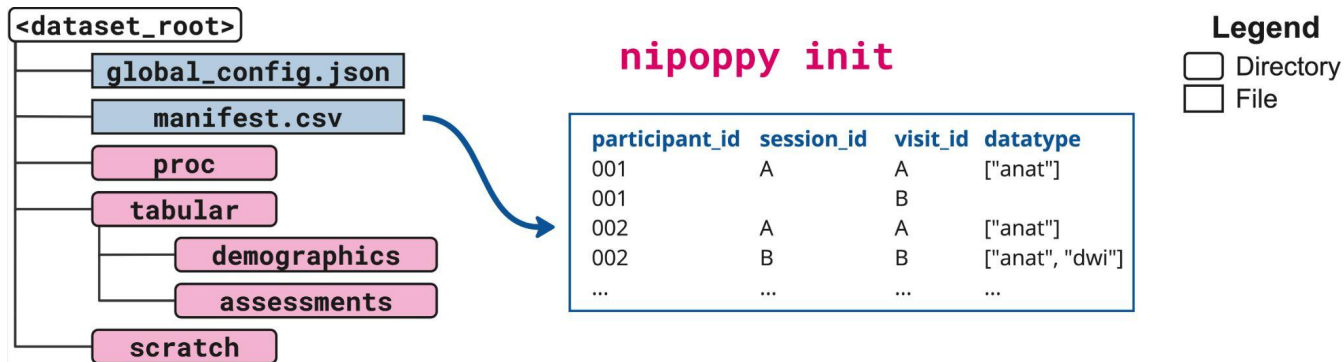 <dataset_root>
global_config.json
manifest.csv
proc
tabular
demographics
assessments
scratch
nipoppy init
participant_id session_id visit_id datatype
001 A A ["anat"]
001 B
002 A A ["anat"]
002 B B ["anat", "dwi"]
... ... ... ...
Legend
Directory
File